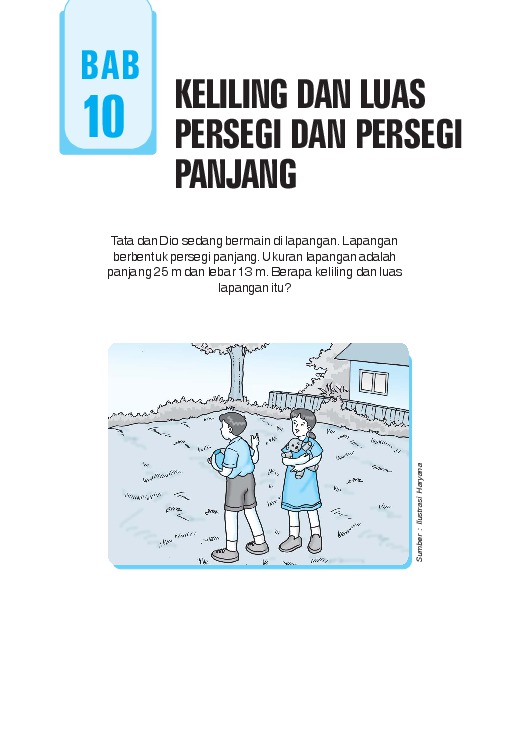 BAB
10
KELILING DAN LUAS
PERSEGI DAN PERSEGI
PANJANG
Tata dan Dio sedang bermain di lapangan. Lapangan
berbentuk persegi panjang. Ukuran lapangan adalah
panjang 25 m dan lebar 13 m. Berapa keliling dan luas
lapangan itu?
Sumber : Ilustrasi Haryana